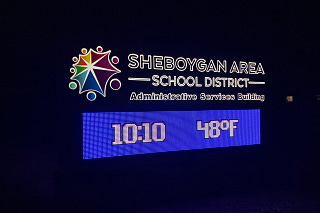 SHEBOYGAN AREA
SCHOOL DISTRICT
Administrative Services Building
10:10 48°F